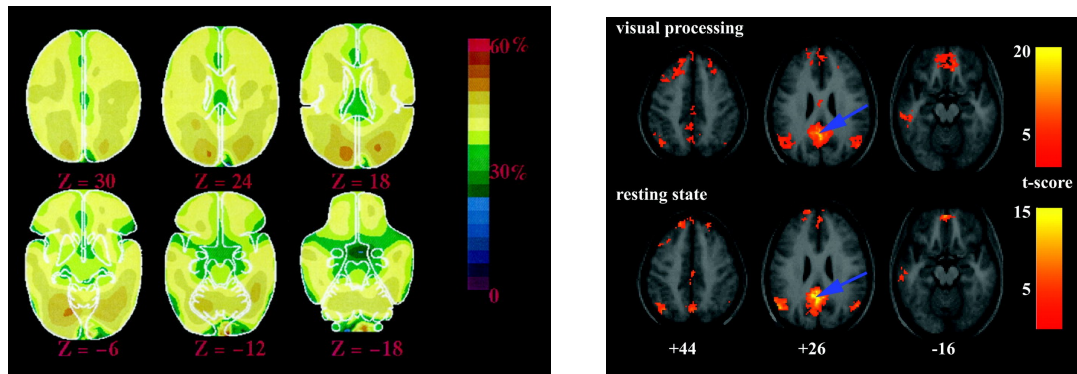 60%
30%
0
Z = 30
Z = 24
Z = 18
Z = -6
Z = -12
Z = -18
visual processing
20
5
t-score
resting state
15
5
+44
+26
-16